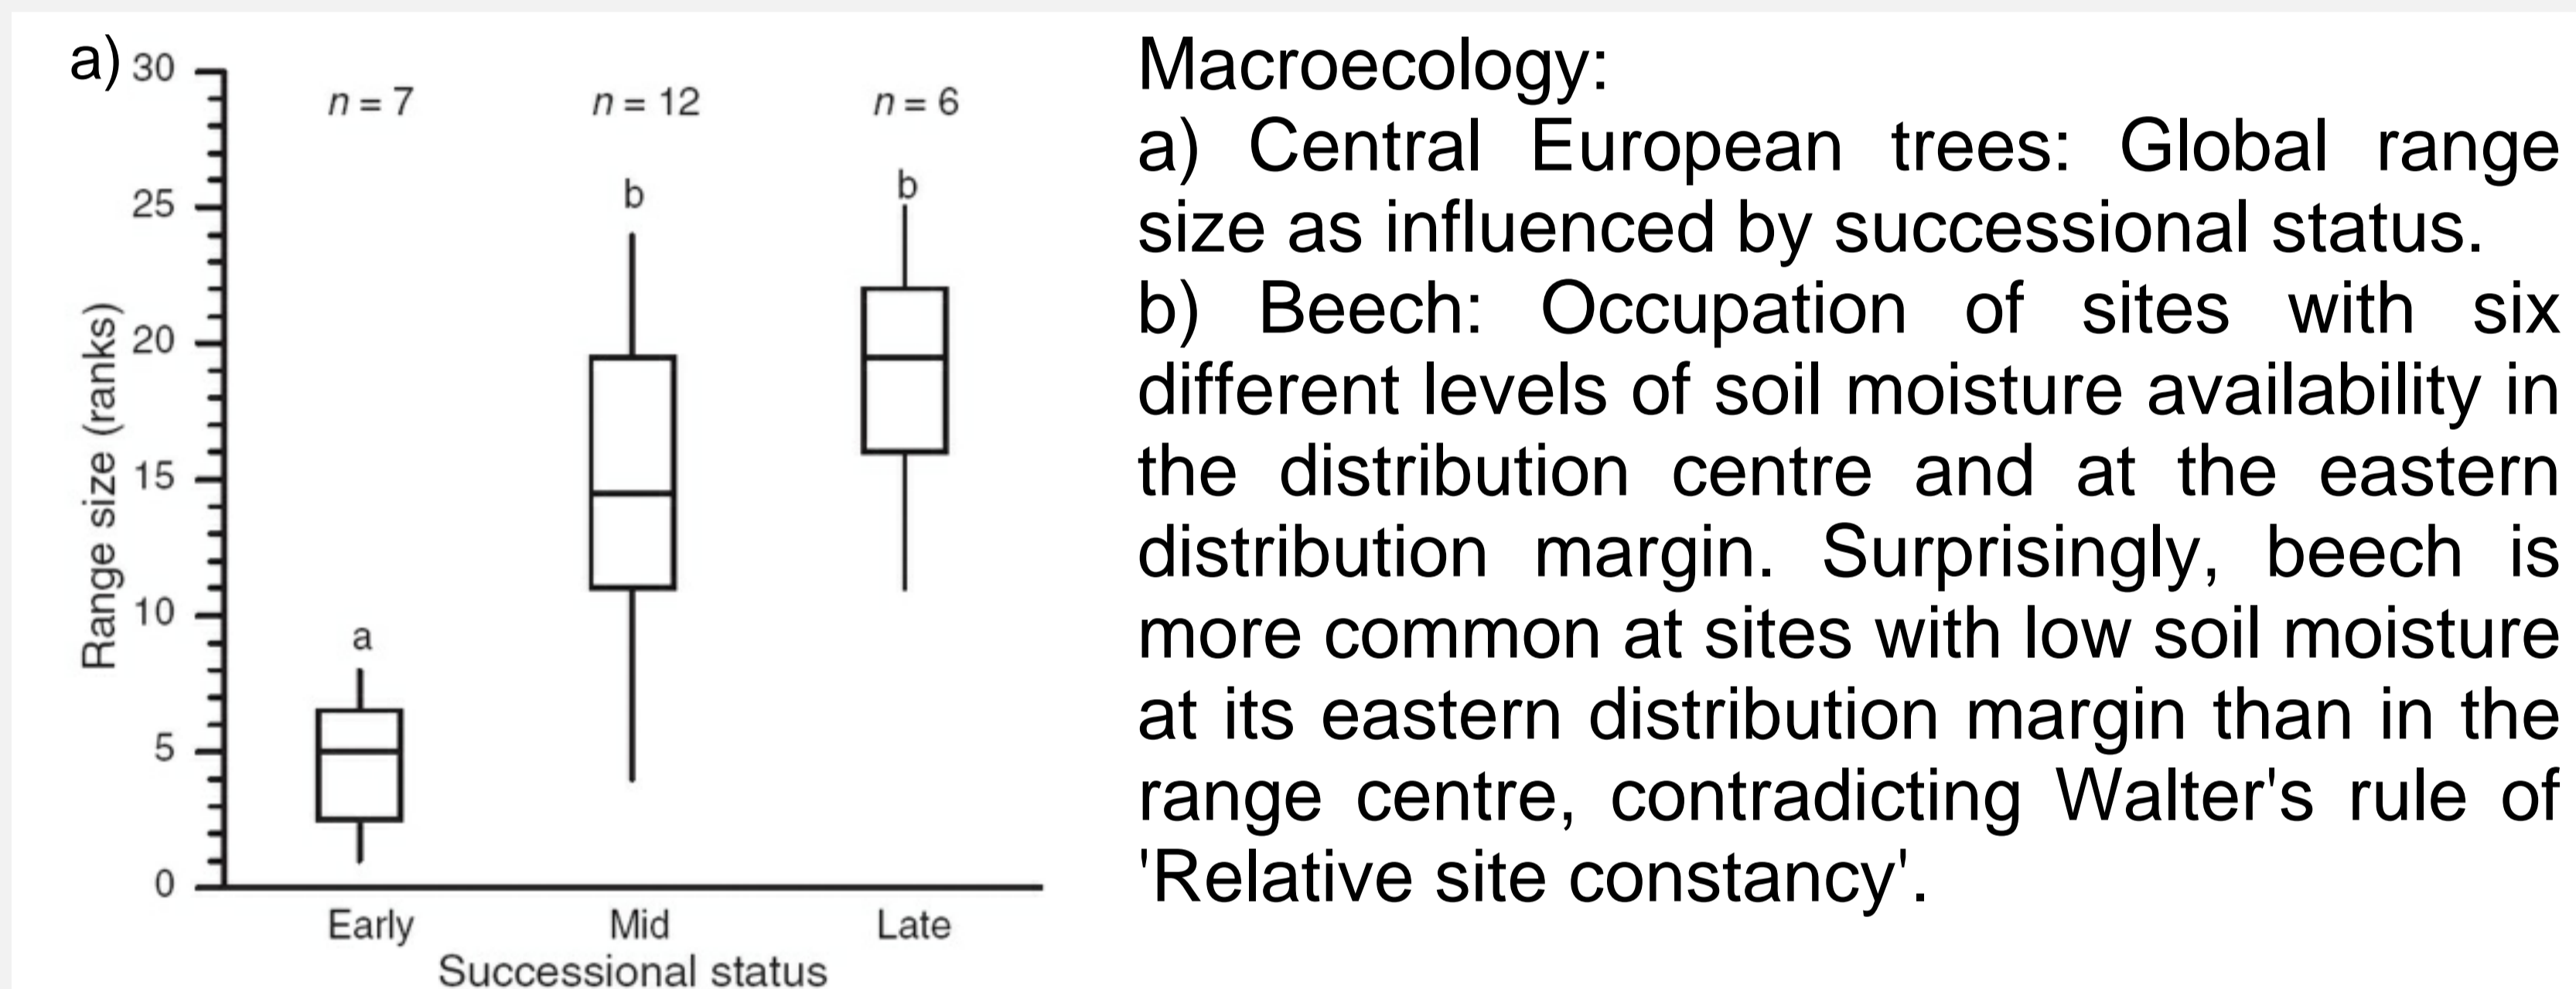 a)
30
25
20
15
10
5
0
Range size (ranks)
n = 7
n = 12
n = 6
a
b
b
Early
Mid
Late
Successional status
Macroecology:
a) Central European trees: Global range
size as influenced by successional status.
b) Beech: Occupation of sites with six
different levels of soil moisture availability in
the distribution centre and at the eastern
distribution margin. Surprisingly, beech is
more common at sites with low soil moisture
at its eastern distribution margin than in the
range centre, contradicting Walter's rule of
'Relative site constancy'.